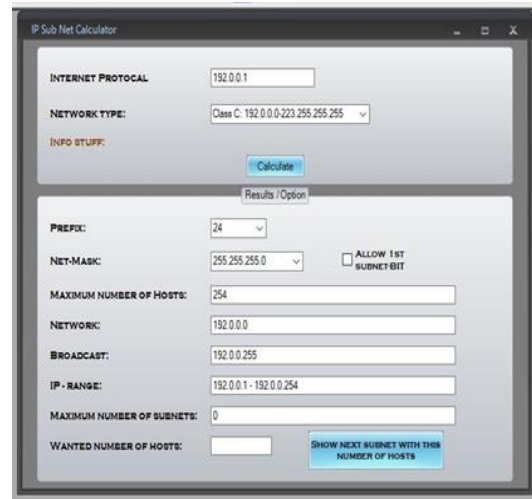 IP Sub Net Calculator
INTERNET PROTOCAL 192.0.0.1
NETWORK TYPE: Class C: 192.0.0.0-223.255.255.255
INFO STUFF:
Calculate
Results / Option
PREFIX: 24
NET-MASK: 255.255.255.0 ALLOW 1ST
SUBNET-BIT
MAXIMUM NUMBER OF HOSTS: 254
NETWORK: 192.0.0.0
BROADCAST: 192.0.0.255
IP - RANGE: 192.0.0.1 - 192.0.0.254
MAXIMUM NUMBER OF SUBNETS: 0
WANTED NUMBER OF HOSTS: SHOW NEXT SUBNET WITH THIS
NUMBER OF HOSTS